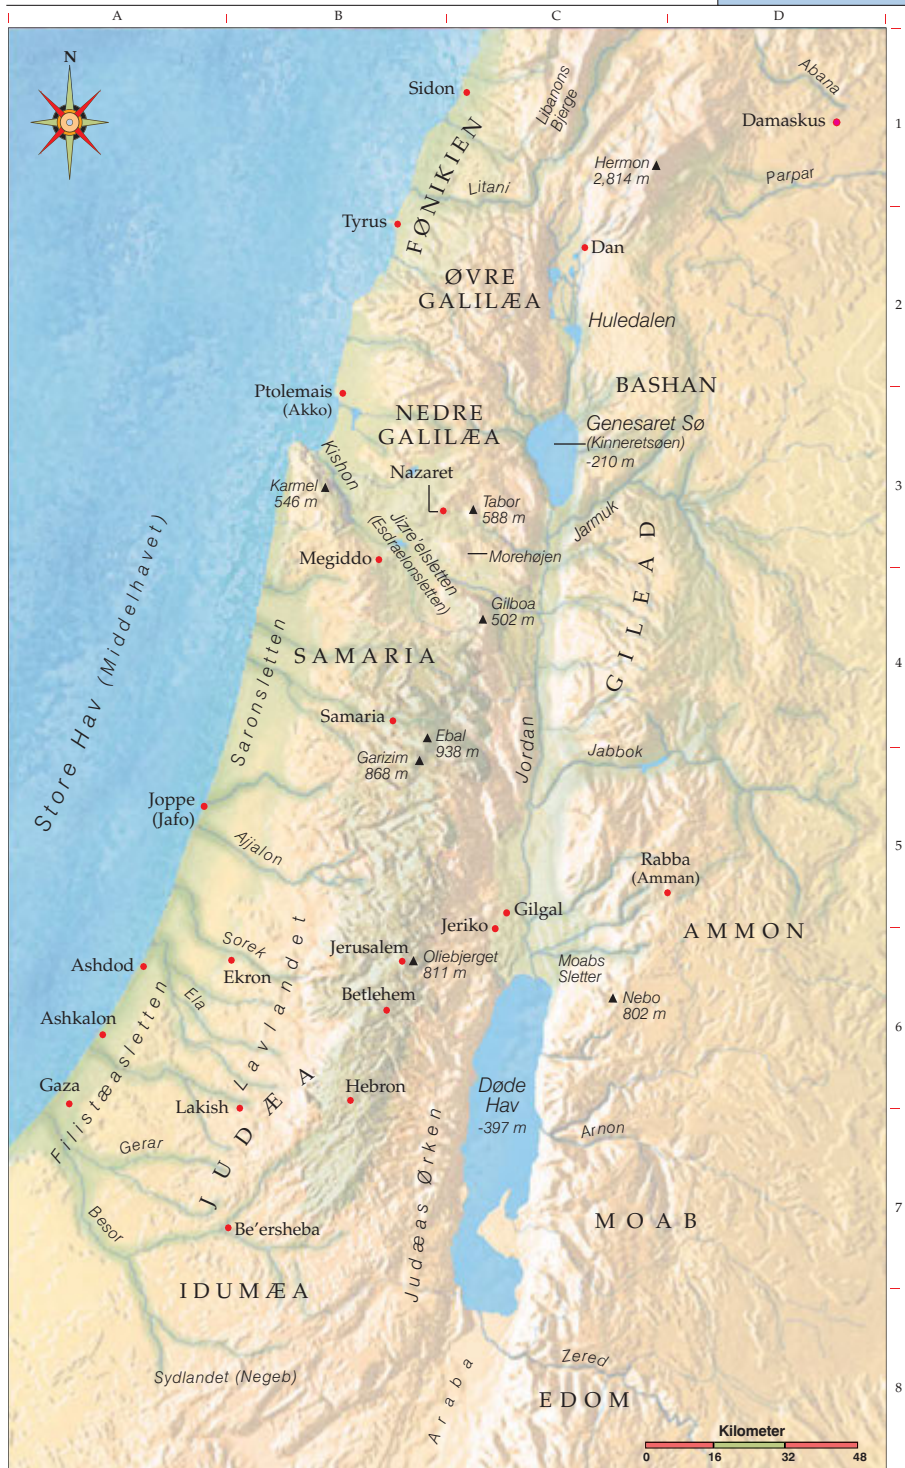 A
B
C
D
N
1
2
3
4
5
6
7
8
Sidon
Libanons
Bjerge
Abana
Damaskus
Hermon
2,814 m
Parpar
Litani
FØNIKIEN
Tyrus
Dan
ØVRE
GALILÆA
Huledalen
BASHAN
Ptolemais
(Akko)
NEDRE
GALILÆA
Genesaret Sø
(Kinneretsøen)
-210 m
Kishon
Nazaret
Karmel
546 m
Tabor
588 m
Jarmuk
Jizre'elsletten
(Esdraelonsletten)
Megiddo
Morehøjen
GILEAD
Gilboa
502 m
Store Hav (Middelhavet)
Saronsletten
SAMARIA
Samaria
Ebal
938 m
Garizim
868 m
Jordan
Jabbok
Joppe
(Jafo)
Ajjalon
Rabba
(Amman)
Gilgal
Jeriko
AMMON
Sorek
Ekron
Jerusalem
Oliebjerget
811 m
Moabs
Sletter
Ashdod
Ela
Lavlandet
Betlehem
Nebo
802 m
Ashkalon
Filistæasletten
Gaza
Lakish
Hebron
Døde
Hav
-397 m
JUDÆA
Judæas Ørken
Arnon
Gerar
Besor
Be'ersheba
MOAB
IDUMÆA
Sydlandet (Negeb)
Araba
Zered
EDOM
Kilometer
0 16 32 48